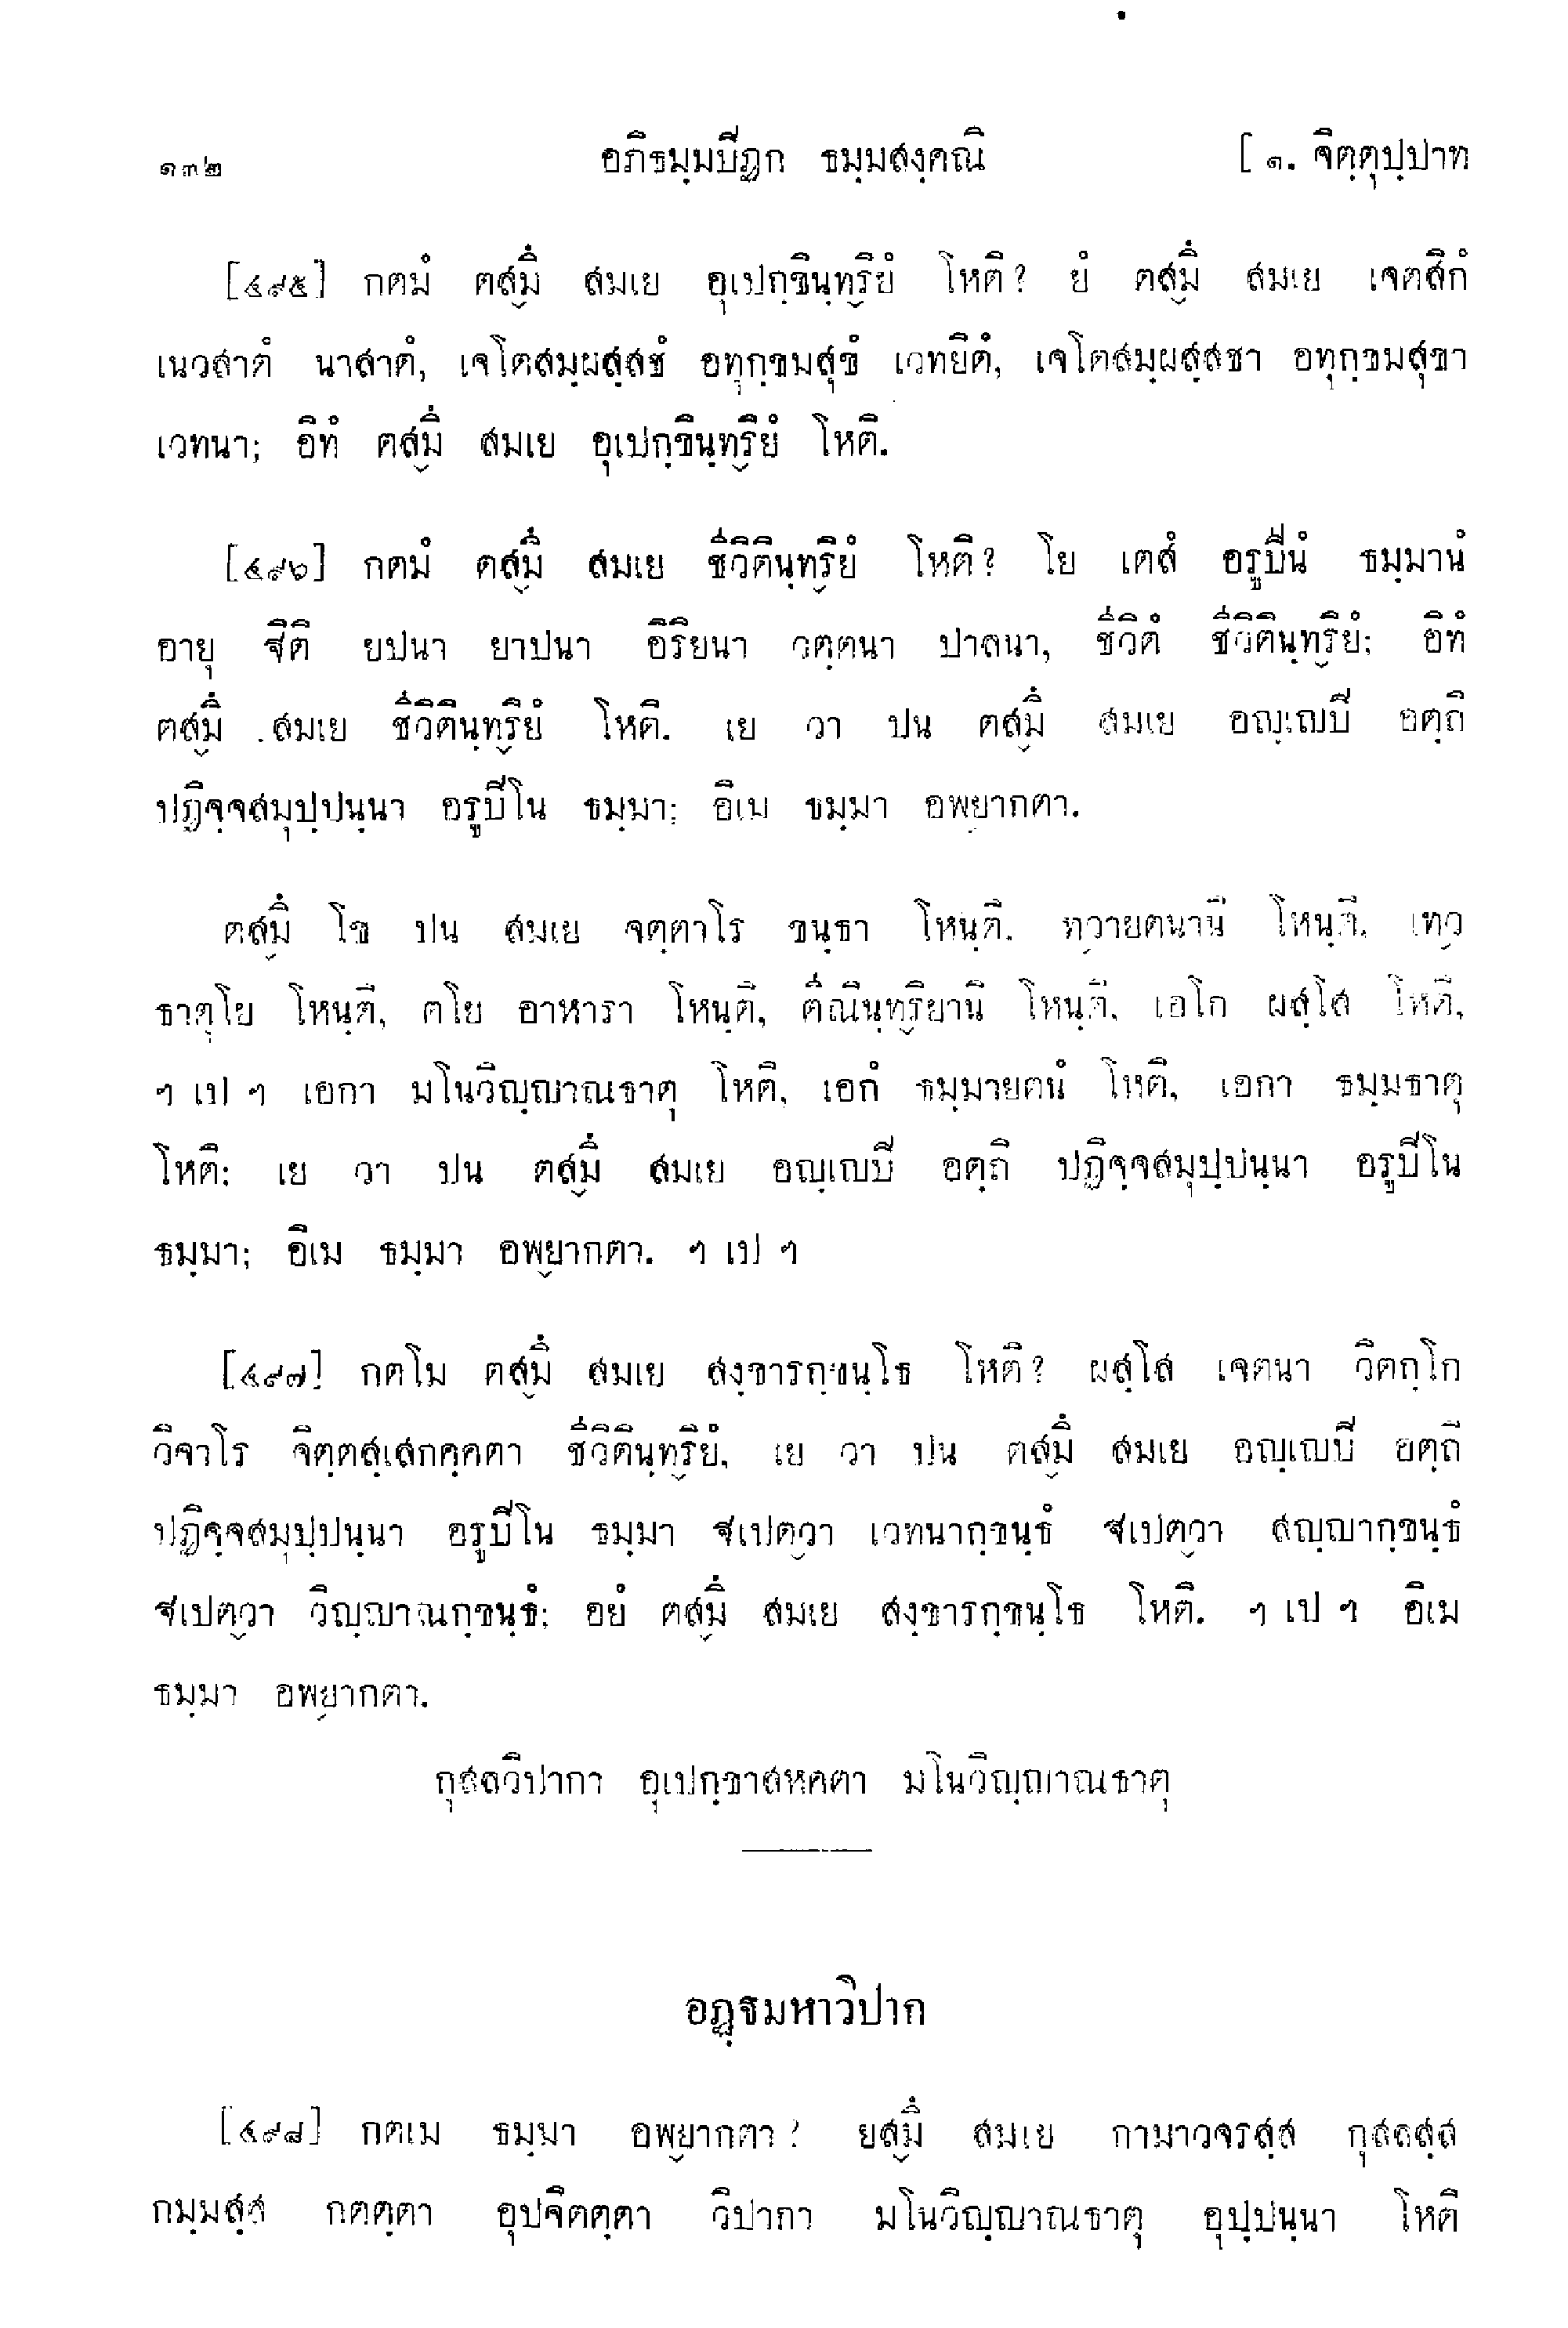 ๑๓๒ อภิธมฺมปิฏก ธมฺมสงฺคณิ [ ๑. จิตฺตุปฺปาท
[๔๙๕] กตมํ ตสฺมึ สมเย อุเปกฺขินฺทฺริยํ โหติ? ยํ ตสฺมึ สมเย เจตสิกํ
เนวสาตํ นาสาตํ, เจโตสมฺผสฺสชํ อทุกฺขมสุขํ เวทยิตํ, เจโตสมฺผสฺสชา อทุกฺขมสุขา
เวทนา; อิทํ ตสฺมึ สมเย อุเปกฺขินฺทฺริยํ โหติ.
[๔๙๖] กตมํ ตสฺมึ สมเย ชีวิตินฺทฺริยํ โหติ? โย เตสํ อรูปีนํ ธมฺมานํ
อายุ ฐิติ ยปนา ยาปนา อิริยนา วตฺตนา ปาลนา, ชีวิตํ ชีวิตินฺทฺริยํ; อิทํ
ตสฺมึ สมเย ชีวิตินฺทฺริยํ โหติ. เย วา ปน ตสฺมึ สมเย อญฺเญปิ อตฺถิ
ปฏิจฺจสมุปฺปนฺนา อรูปิโน ธมฺมา; อิเม ธมฺมา อพฺยากตา.
ตสฺมึ โข ปน สมเย จตฺตาโร ขนฺธา โหนฺติ. ทฺวายตนานิ โหนฺติ, เทฺว
ธาตุโย โหนฺติ, ตโย อาหารา โหนฺติ, ตีณินฺทฺริยานิ โหนฺติ, เอโก ผสฺโส โหติ,
ฯ เป ฯ เอกา มโนวิญฺญาณธาตุ โหติ, เอกํ ธมฺมายตนํ โหติ, เอกา ธมฺมธาตุ
โหติ; เย วา ปน ตสฺมึ สมเย อญฺเญปิ อตฺถิ ปฏิจฺจสมุปฺปนฺนา อรูปิโน
ธมฺมา; อิเม ธมฺมา อพฺยากตา. ฯ เป ฯ
[๔๙๗] กตโม ตสฺมึ สมเย สงฺขารกฺขนฺโธ โหติ? ผสฺโส เจตนา วิตกฺโก
วิจาโร จิตฺตสฺเสกคฺคตา ชีวิตินฺทฺริยํ, เย วา ปน ตสฺมึ สมเย อญฺเญปิ อตฺถิ
ปฏิจฺจสมุปฺปนฺนา อรูปิโน ธมฺมา ฐเปตฺวา เวทนากฺขนฺธํ ฐเปตฺวา สญฺญากฺขนฺธํ
ฐเปตฺวา วิญฺญาณกฺขนฺธํ; อยํ ตสฺมึ สมเย สงฺขารกฺขนฺโธ โหติ. ฯ เป ฯ อิเม
ธมฺมา อพฺยากตา.
กุสลวิปากา อุเปกฺขาสหคตา มโนวิญฺญาณธาตุ
อฏฺฐมหาวิปาก
[๔๙๘] กตเม ธมฺมา อพฺยากตา? ยสฺมึ สมเย กามาวจรสฺส กุสลสฺส
กมฺมสฺส กตตฺตา อุปจิตตฺตา วิปากา มโนวิญฺญาณธาตุ อุปฺปนฺนา โหติ